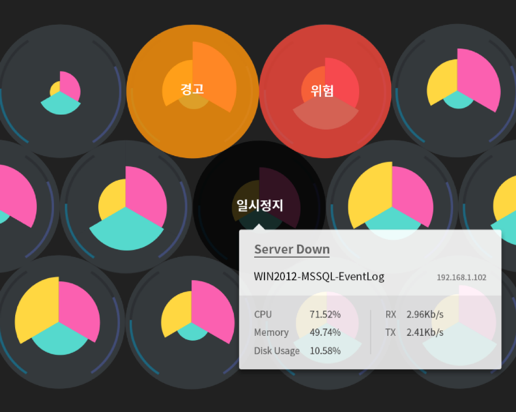 경고
위험
일시정지
Server Down
WIN2012-MSSQL-EventLog 192.168.1.102
CPU 71.52% RX 2.96Kb/s
Memory 49.74% TX 2.41Kb/s
Disk Usage 10.58%